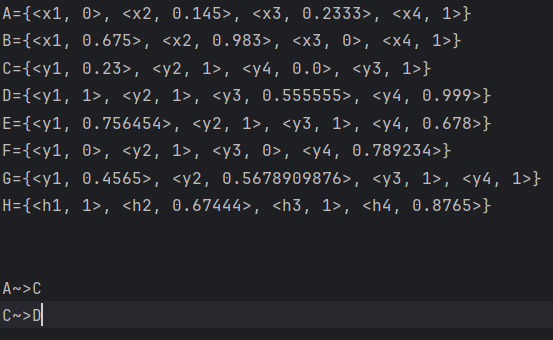 A={<x1, 0>, <x2, 0.145>, <x3, 0.2333>, <x4, 1>}
B={<x1, 0.675>, <x2, 0.983>, <x3, 0>, <x4, 1>}
C={<y1, 0.23>, <y2, 1>, <y4, 0.0>, <y3, 1>}
D={<y1, 1>, <y2, 1>, <y3, 0.555555>, <y4, 0.999>}
E={<y1, 0.756454>, <y2, 1>, <y3, 1>, <y4, 0.678>}
F={<y1, 0>, <y2, 1>, <y3, 0>, <y4, 0.789234>}
G={<y1, 0.4565>, <y2, 0.5678909876>, <y3, 1>, <y4, 1>}
H={<h1, 1>, <h2, 0.67444>, <h3, 1>, <h4, 0.8765>}
A~>C
C~>D